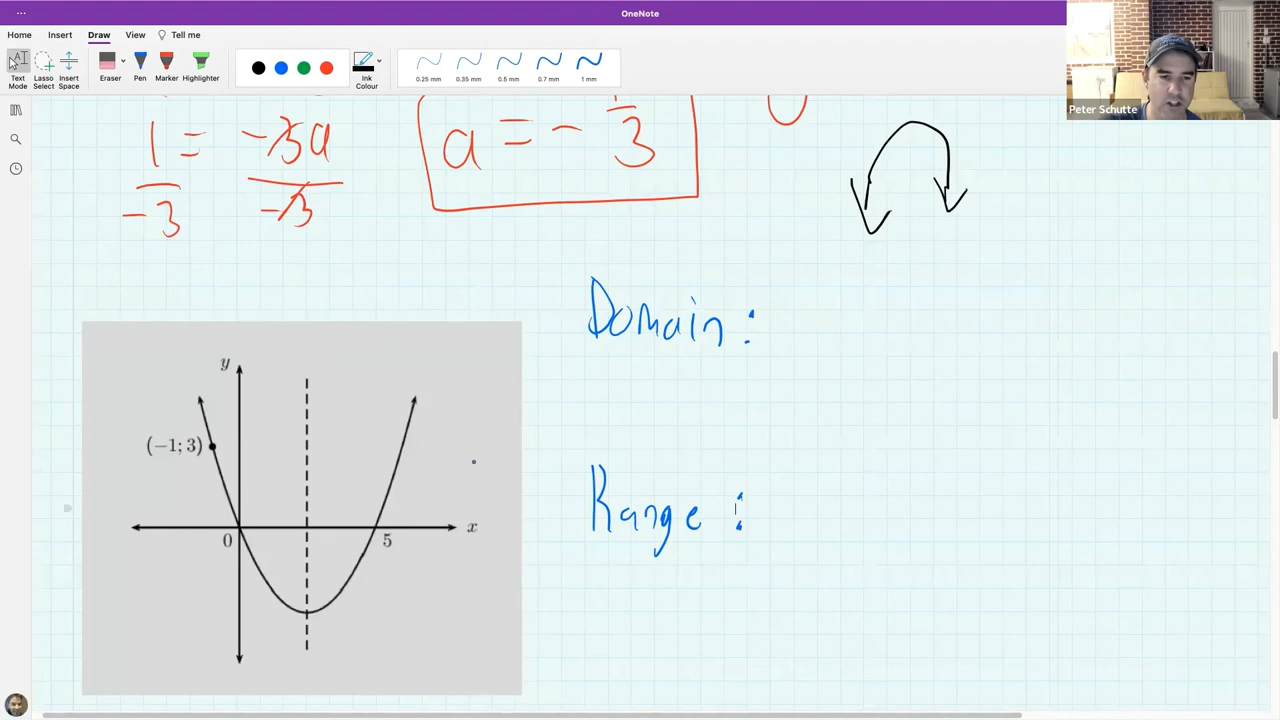 OneNote
Home Insert Draw View Tell me
Text Mode
Lasso Select
Insert Space
Eraser
Pen
Marker
Highlighter
Ink Colour
0.25 mm 0.35 mm 0.5 mm 0.7 mm 1 mm
Peter Schutte
1 = -3a
-3 -3
a = - 1/3
Domain :
y
(−1; 3)
0
5
x
Range :